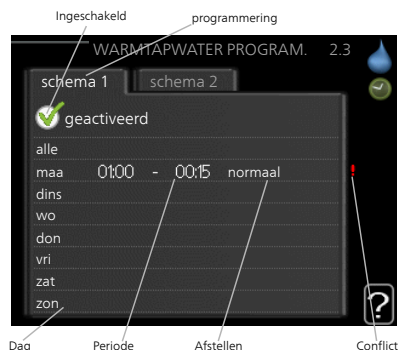 Ingeschakeld programmering
WARMTAPWATER PROGRAM. 2.3
schema 1 schema 2
geactiveerd
alle
maa 01:00 - 00:15 normaal !
dins
wo
don
vri
zat
zon
?
Dag Periode Afstellen Conflict